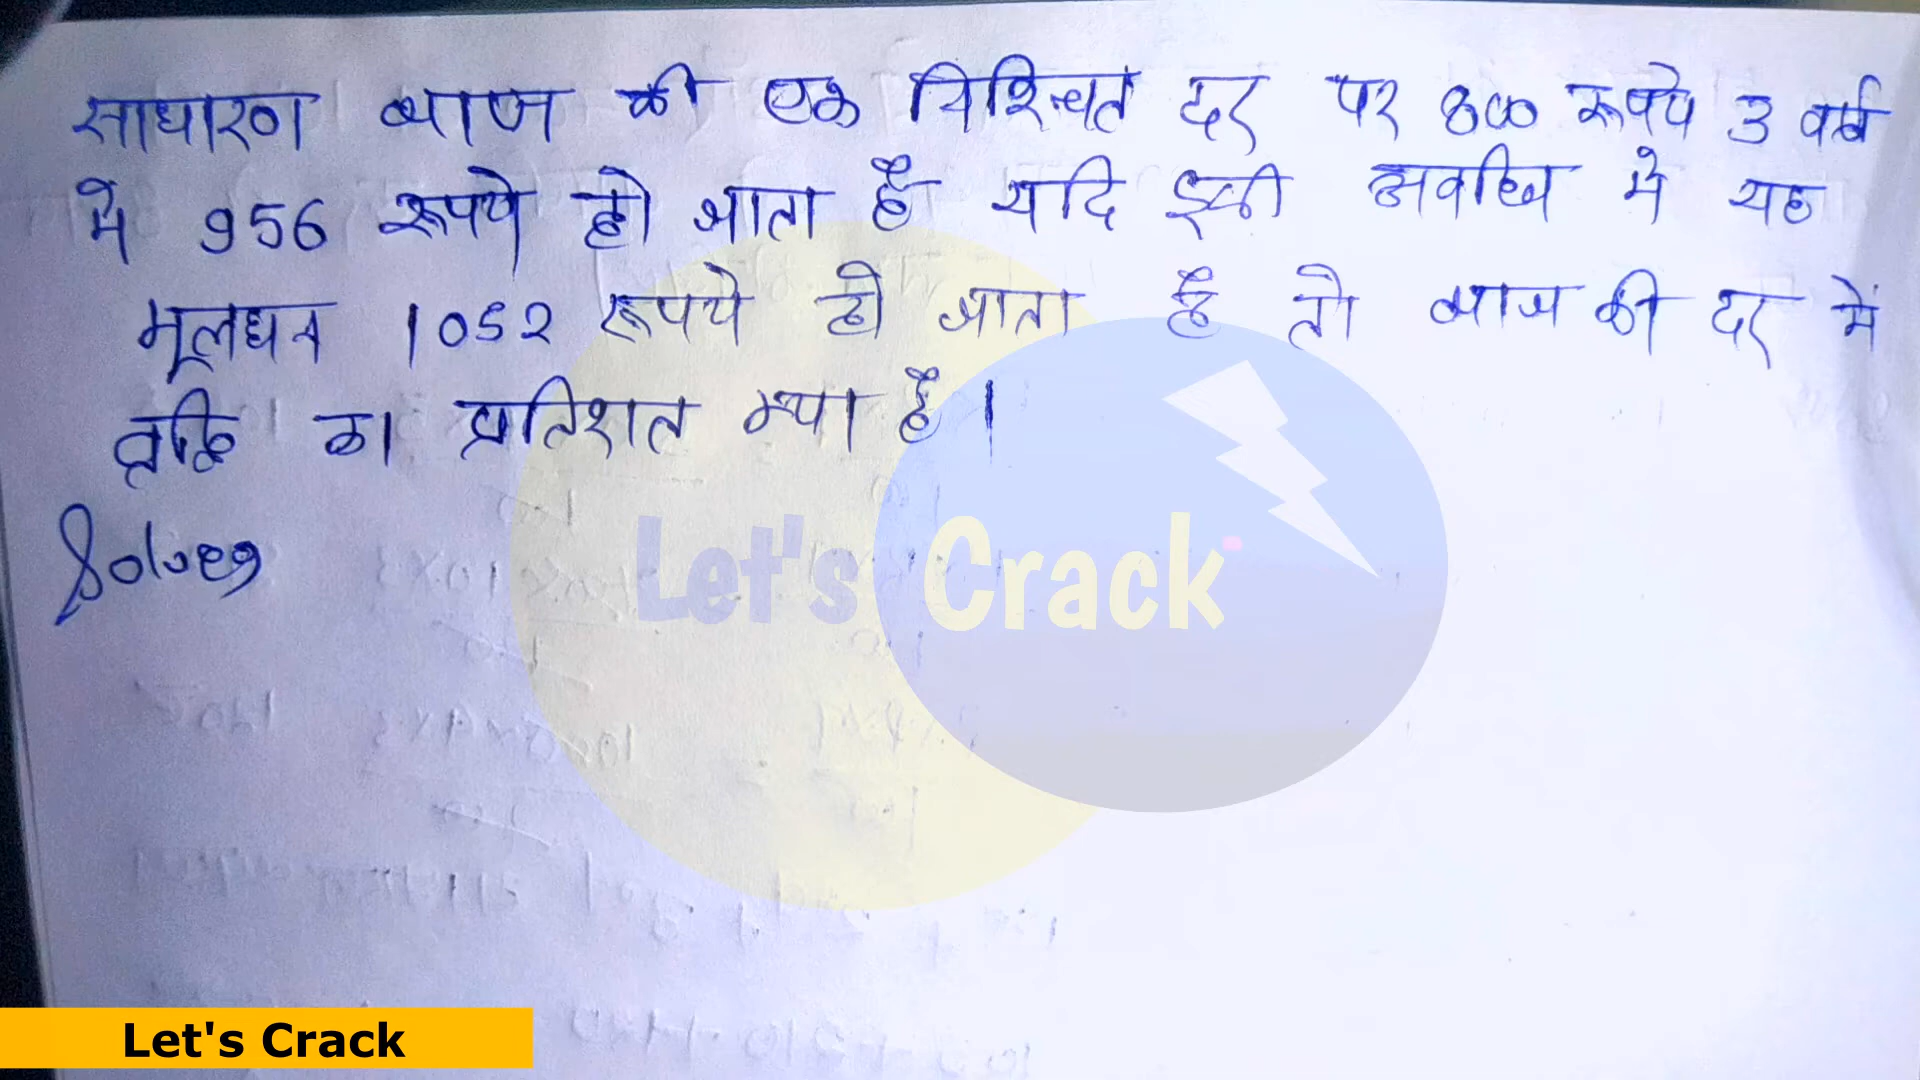 साधारण ब्याज की एक निश्चित दर पर 800 रूपये 3 वर्ष
मे 956 रूपये हो जाता है यदि इसी अवधि मे यह
मूलधन 1052 रूपये हो जाता है तो ब्याज की दर में
वृद्धि का प्रतिशत क्या है।
Let's Crack
Let's Crack